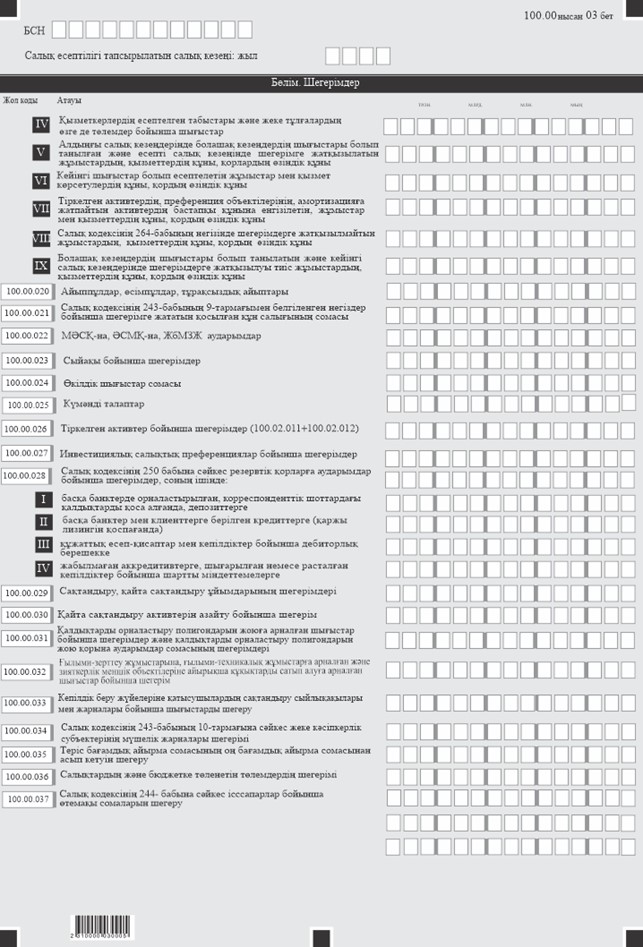 100.00 нысан 03 бет
БСН
Салық есептілігі тапсырылатын салық кезеңі: жыл
Бөлім. Шегерімдер
Жол коды Атауы
трлн. млрд. млн. мың.
IV Қызметкерлердің есептелген табыстары және жеке тұлғалардың
өзге де төлемдер бойынша шығыстар
V Алдыңғы салық кезеңдерінде болашақ кезеңдердің шығыстары болып
танылған және есепті салық кезеңінде шегерімге жатқызылатын
жұмыстардың, қызметтердің құны, қорлардың өзіндік құны
VI Кейінгі шығыстар болып есептелетін жұмыстар мен қызмет
көрсетулердің құны, қордың өзіндік құны
VII Тіркелген активтердің, преференция объектілерінің, амортизацияға
жатпайтын активтердың бастапқы құнына енгізілетін, жұмыстар
мен қызметтердің құны, қордың өзіндік құны
VIII Салық кодексінің 264-бабының негізінде шегерімдерге жатқызылмайтын
жұмыстардың, қызметтердің құны, қордың өзіндік құны
IX Болашақ кезеңдердің шығыстары болып танылатын және кейінгі
салық кезеңдерінде шегерімдерге жатқызылуы тиіс жұмыстардың,
қызметтердің құны, қордың өзіндік құны
100.00.020 Айыппұлдар, өсімпұлдар, тұрақсыздық айыптары
100.00.021 Салық кодексінің 243-бабының 9-тармағымен белгіленген негіздер
бойынша шегерімге жататын қосылған құн салығының сомасы
100.00.022 МӘСҚ-на, ӘСМҚ-на, ЖбМЗЖ аударымдар
100.00.023 Сыйақы бойынша шегерімдер
100.00.024 Өкілдік шығыстар сомасы
100.00.025 Күмәнді талаптар
100.00.026 Тіркелген активтер бойынша шегерімдер (100.02.011+100.02.012)
100.00.027 Инвестициялық салықтық преференциялар бойынша шегерімдер
100.00.028 Салық кодексінің 250 бабына сәйкес резервтік қорларға аударымдар
бойынша шегерімдер, соның ішінде:
I басқа банктерде орналастырылған, корреспонденттік шоттардағы
қалдықтарды қоса алғанда, депозиттерге
II басқа банктер мен клиенттерге берілген кредиттерге (қаржы
лизингін қоспағанда)
III құжаттық есеп-қисаптар мен кепілдіктер бойынша дебиторлық
берешекке
IV жабылмаған аккредитивтерге, шығарылған немесе расталған
кепілдіктер бойынша шартты міндеттемелерге
100.00.029 Сақтандыру, қайта сақтандыру ұйымдарының шегерімдері
100.00.030 Қайта сақтандыру активтерін азайту бойынша шегерім
100.00.031 Қалдықтарды орналастыру полигондарын жоюға арналған шығыстар
бойынша шегерімдер және қалдықтарды орналастыру полигондарын
жою қорына аударымдар сомасының шегерімдері
100.00.032 Ғылыми-зерттеу жұмыстарына, ғылыми-техникалық жұмыстарға арналған және
зияткерлік меншік объектілеріне айырықша құқықтарды сатып алуға арналған
шығыстар бойынша шегерім
100.00.033 Кепілдік беру жүйелеріне қатысушылардың сақтандыру сыйлықақылары
мен жарналары бойынша шығыстарды шегеру
100.00.034 Салық кодексінің 243-бабының 10-тармағына сәйкес жеке кәсіпкерлік
субъектерінің мүшелік жарналары шегерімі
100.00.035 Теріс бағамдық айырма сомасының оң бағамдық айырма сомасынан
асып кетуін шегеру
100.00.036 Салықтардың және бюджетке төленетін төлемдердің шегерімі
100.00.037 Салық кодексінің 244- бабына сәйкес ісссапарлар бойынша
өтемақы сомаларын шегеру